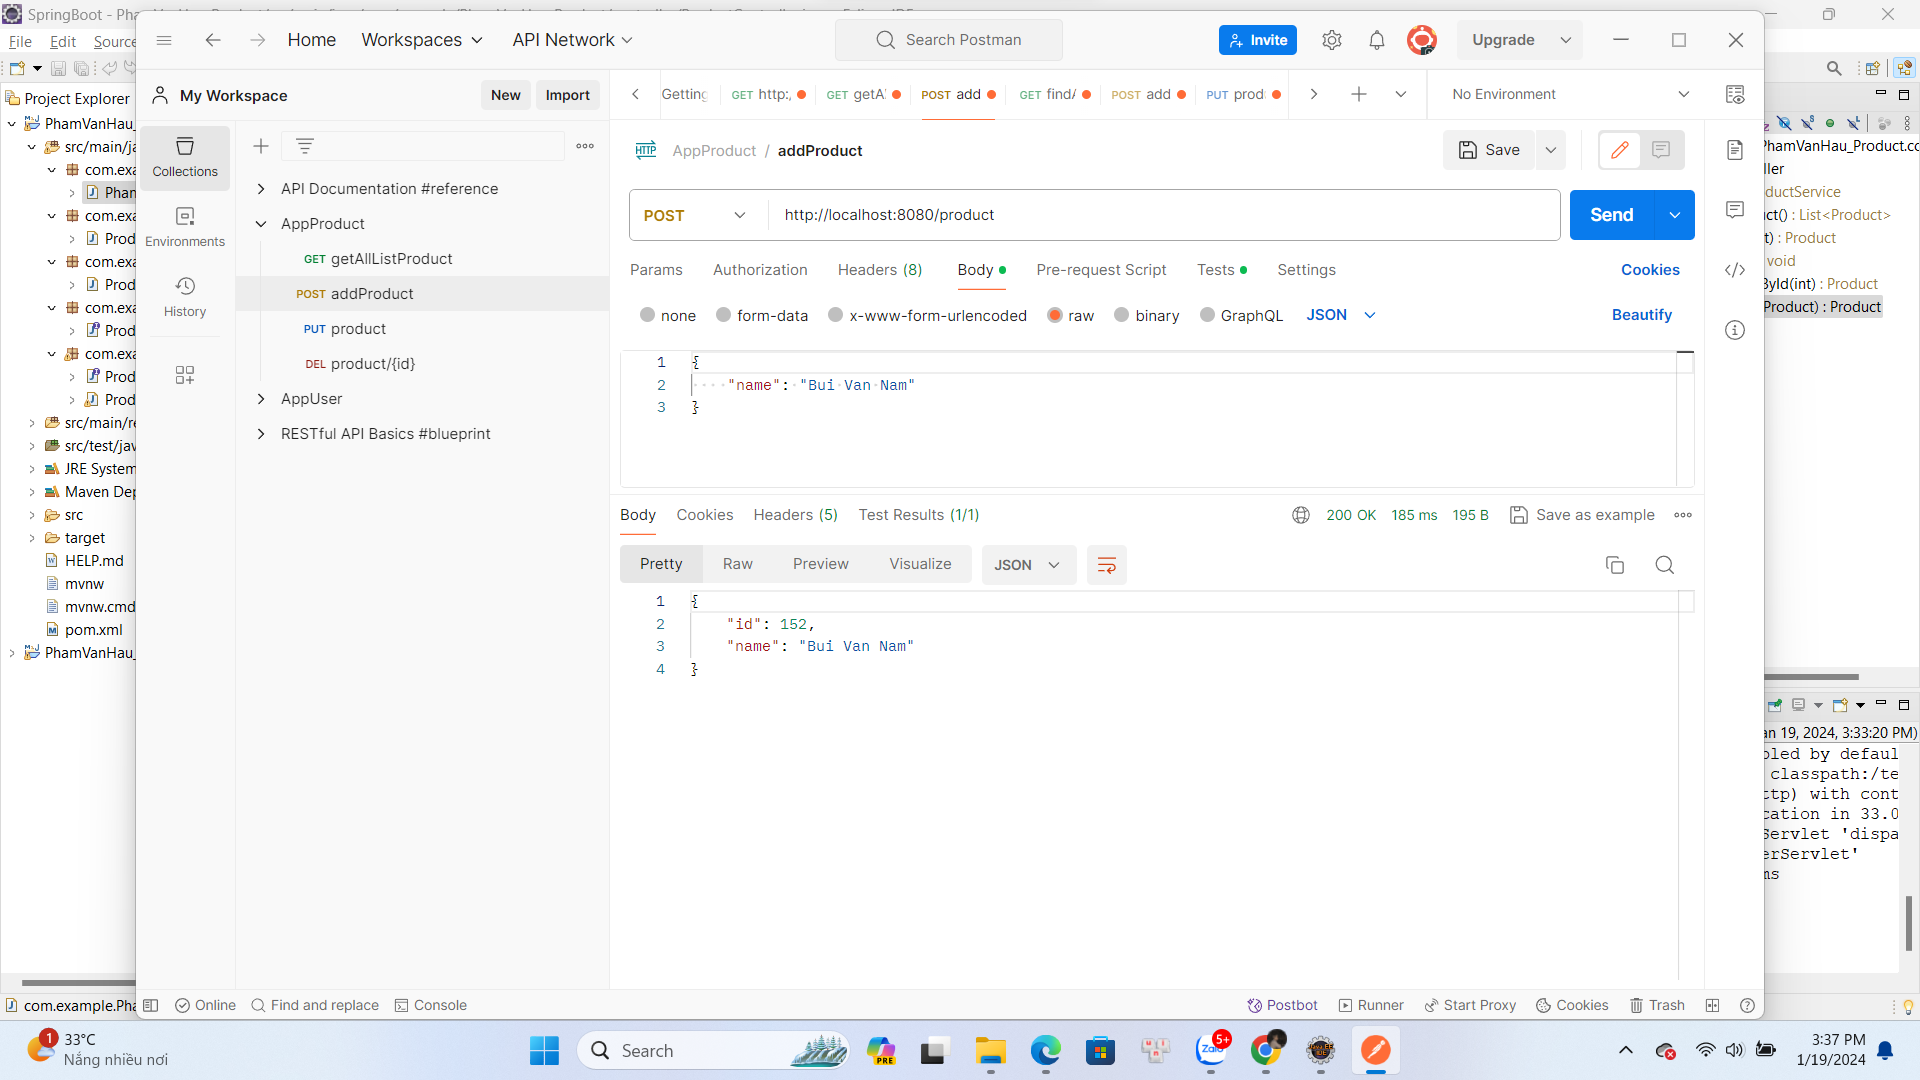 SpringBoot - Pha
File Edit Source
Project Explorer
PhamVanHau_
src/main/ja
com.exa
Pham
com.exa
Prod
com.exa
Prod
com.exa
Prod
com.exa
Prod
Prod
src/main/re
src/test/jav
JRE System
Maven Dep
src
target
HELP.md
mvnw
mvnw.cmd
pom.xml
PhamVanHau_
com.example.Pha
Home Workspaces API Network
Search Postman
Invite
Upgrade
My Workspace
New Import
Collections
Environments
History
API Documentation #reference
AppProduct
GET getAllListProduct
POST addProduct
PUT product
DEL product/{id}
AppUser
RESTful API Basics #blueprint
Getting GET http:/ GET getA POST add GET find POST add PUT prod
No Environment
HTTP AppProduct / addProduct
Save
POST http://localhost:8080/product
Send
Params Authorization Headers (8) Body Pre-request Script Tests Settings
Cookies
none form-data x-www-form-urlencoded raw binary GraphQL JSON
Beautify
1 {
2 "name": "Bui Van Nam"
3 }
Body Cookies Headers (5) Test Results (1/1)
200 OK 185 ms 195 B Save as example
Pretty Raw Preview Visualize JSON
1 {
2 "id": 152,
3 "name": "Bui Van Nam"
4 }
Online Find and replace Console
Postbot Runner Start Proxy Cookies Trash
PhamVanHau_Product.co
ller
ductService
ct() : List<Product>
t) : Product
void
ById(int) : Product
Product) : Product
an 19, 2024, 3:33:20 PM)
bled by defaul
classpath:/te
ttp) with cont
cation in 33.0
Servlet 'dispa
erServlet'
ms
1
33°C
Nắng nhiều nơi
Search
PRE
Zalo
5+
3:37 PM
1/19/2024